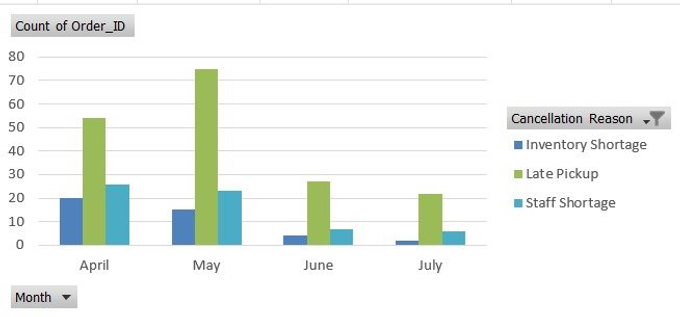 Count of Order_ID
80
70
60
50
40
30
20
10
0
April May June July
Cancellation Reason
Inventory Shortage
Late Pickup
Staff Shortage
Month